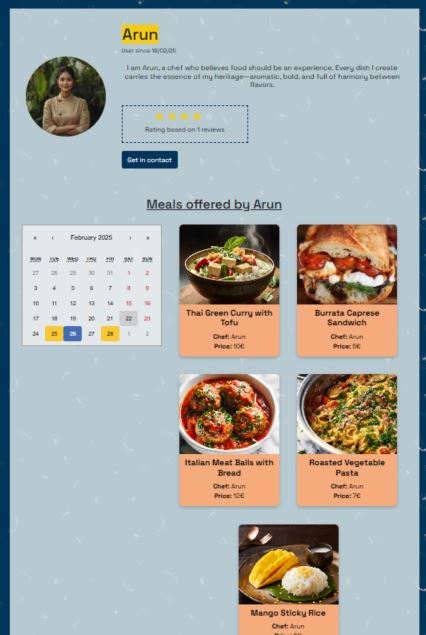 Arun
User since 19/02/25
I am Arun, a chef who believes food should be an experience. Every dish I create
carries the essence of my heritage—aromatic, bold, and full of harmony between
flavors.
Rating based on 1 reviews
Get in contact
Meals offered by Arun
« ‹ February 2025 › »
MON TUE WED THU FRI SAT SUN
27 28 29 30 31 1 2
3 4 5 6 7 8 9
10 11 12 13 14 15 16
17 18 19 20 21 22 23
24 25 26 27 28 1 2
Thai Green Curry with
Tofu
Chef: Arun
Price: 10€
Burrata Caprese
Sandwich
Chef: Arun
Price: 5€
Italian Meat Balls with
Bread
Chef: Arun
Price: 12€
Roasted Vegetable
Pasta
Chef: Arun
Price: 7€
Mango Sticky Rice
Chef: Arun